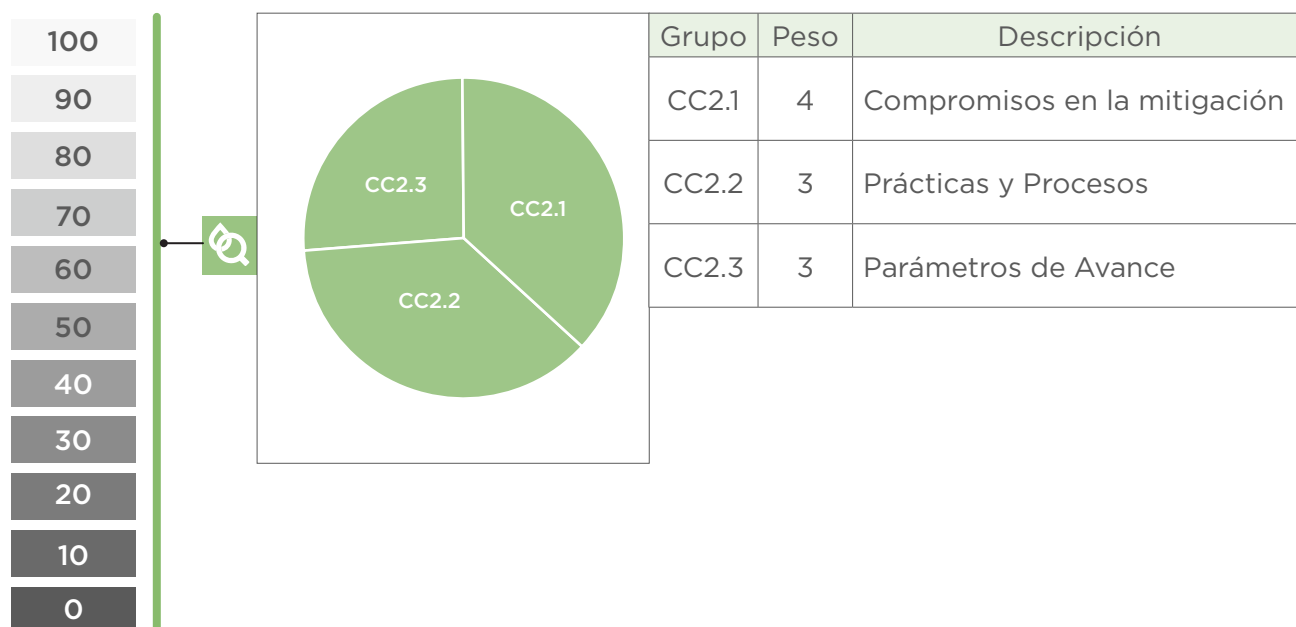 100
90
80
70
60
50
40
30
20
10
0
CC2.3
CC2.1
CC2.2
Grupo Peso Descripción
CC2.1 4 Compromisos en la mitigación
CC2.2 3 Prácticas y Procesos
CC2.3 3 Parámetros de Avance